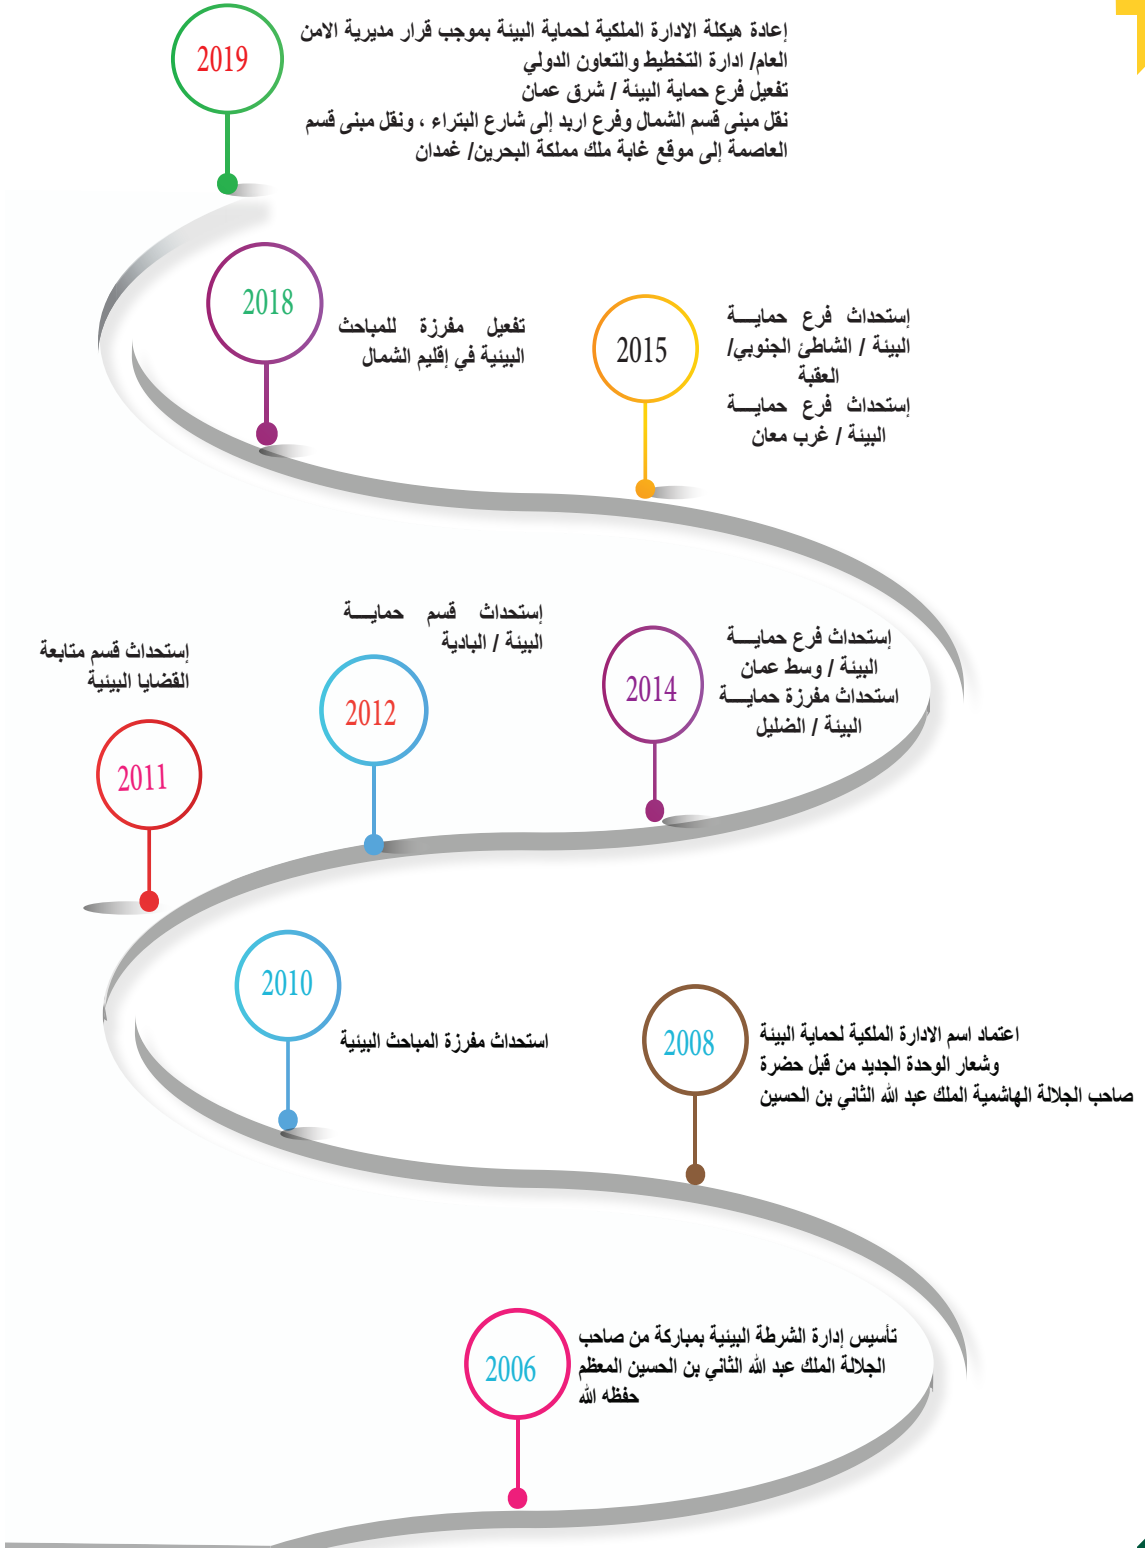 2019
إعادة هيكلة الادارة الملكية لحماية البيئة بموجب قرار مديرية الامن
العام/ ادارة التخطيط والتعاون الدولي
تفعيل فرع حماية البيئة / شرق عمان
نقل مبنى قسم الشمال وفرع اربد إلى شارع البتراء ، ونقل مبنى قسم
العاصمة إلى موقع غابة ملك مملكة البحرين/ غمدان
2018
تفعيل مفرزة للمباحث
البيئية في إقليم الشمال
2015
إستحداث فرع حمايـــة
البيئة / الشاطئ الجنوبي/
العقبة
إستحداث فرع حمايـــة
البيئة / غرب معان
2014
إستحداث فرع حمايـــة
البيئة / وسط عمان
استحداث مفرزة حمايـــة
البيئة / الضليل
2012
إستحداث قسم حمايـــة
البيئة / البادية
2011
إستحداث قسم متابعة
القضايا البيئية
2010
استحداث مفرزة المباحث البيئية
2008
اعتماد اسم الادارة الملكية لحماية البيئة
وشعار الوحدة الجديد من قبل حضرة
صاحب الجلالة الهاشمية الملك عبد الله الثاني بن الحسين
2006
تأسيس إدارة الشرطة البيئية بمباركة من صاحب
الجلالة الملك عبد الله الثاني بن الحسين المعظم
حفظه الله